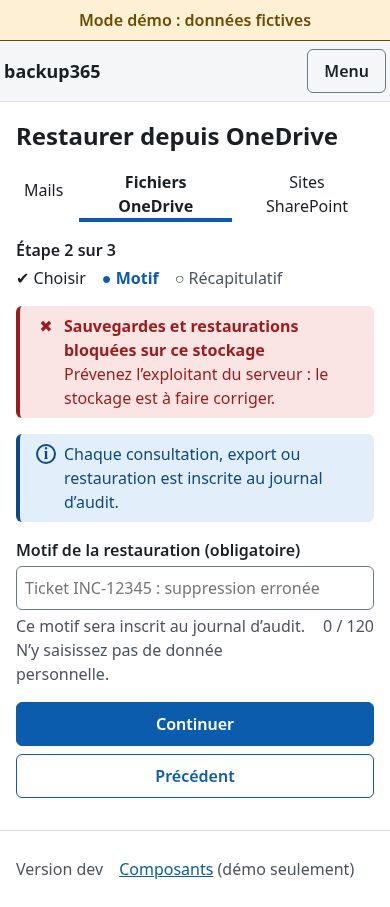 Mode démo : données fictives
backup365
Menu
Restaurer depuis OneDrive
Mails
Fichiers
OneDrive
Sites
SharePoint
Étape 2 sur 3
✔ Choisir ● Motif ○ Récapitulatif
✖ Sauvegardes et restaurations
bloquées sur ce stockage
Prévenez l’exploitant du serveur : le
stockage est à faire corriger.
Chaque consultation, export ou
restauration est inscrite au journal
d’audit.
Motif de la restauration (obligatoire)
Ticket INC-12345 : suppression erronée
Ce motif sera inscrit au journal d’audit. 0 / 120
N’y saisissez pas de donnée
personnelle.
Continuer
Précédent
Version dev Composants (démo seulement)